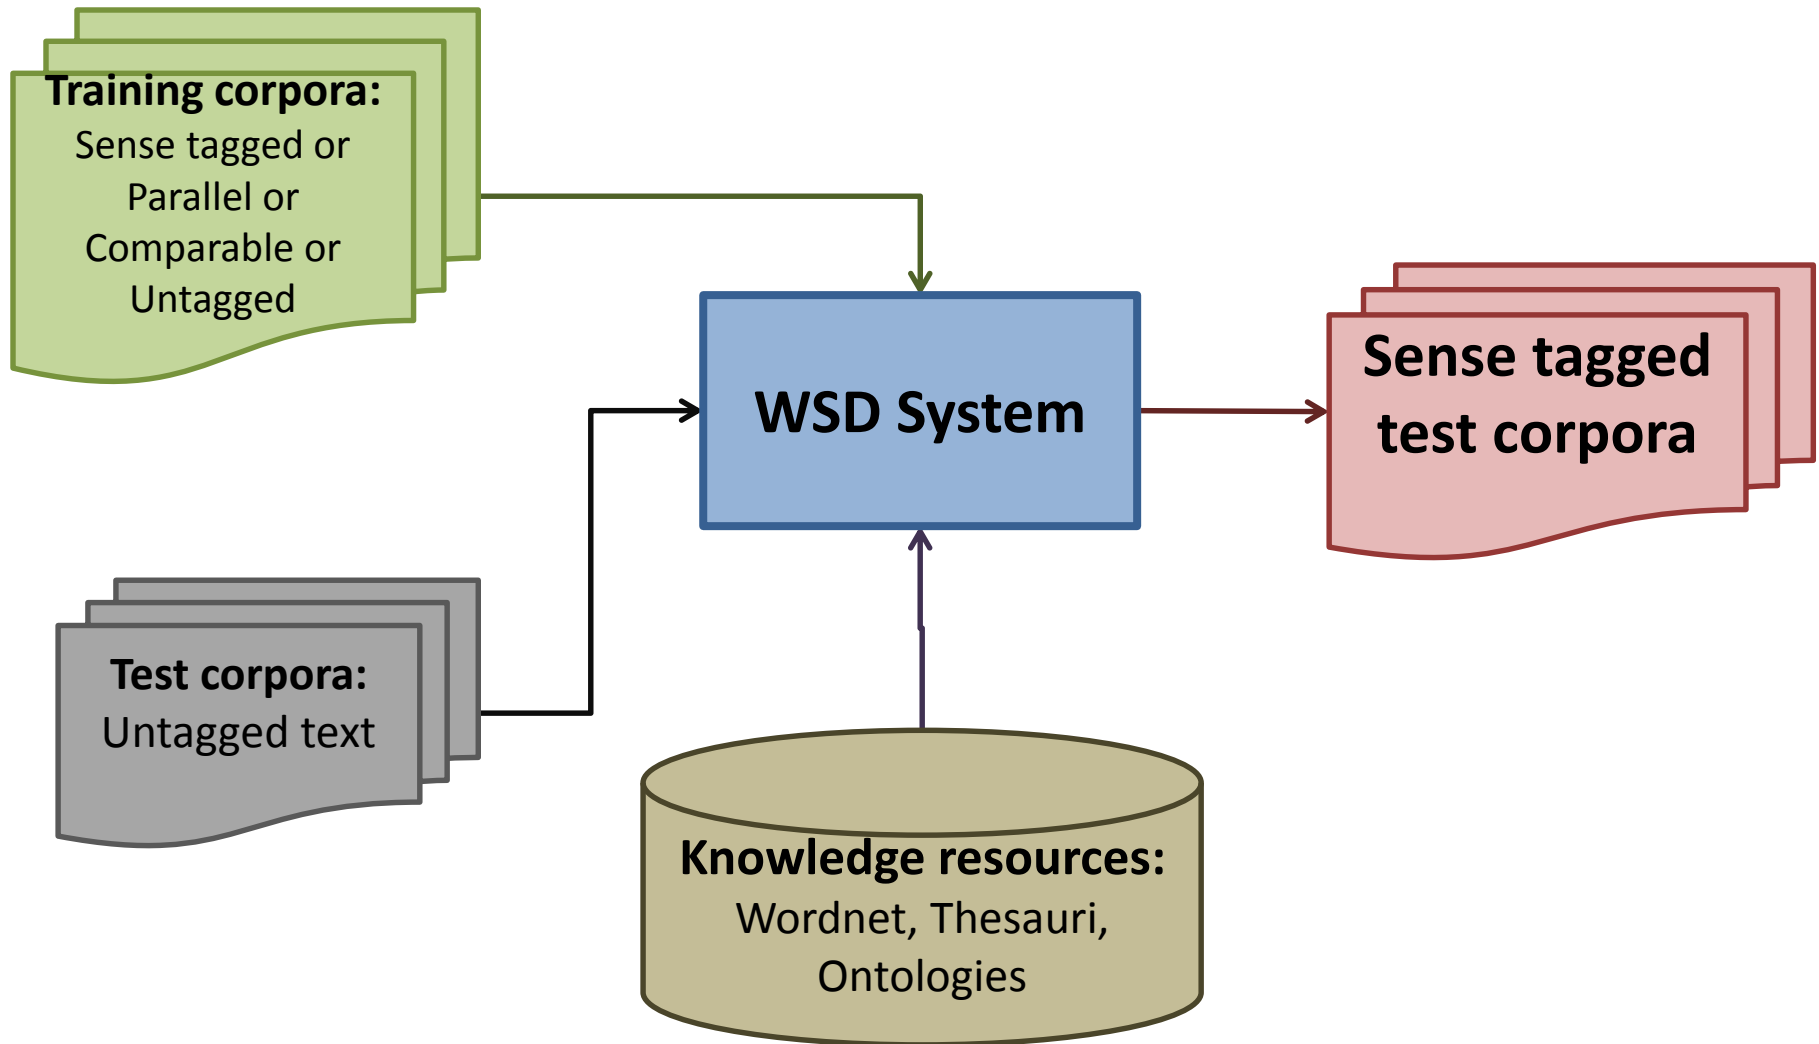 Training corpora:
Sense tagged or
Parallel or
Comparable or
Untagged
WSD System
Sense tagged
test corpora
Test corpora:
Untagged text
Knowledge resources:
Wordnet, Thesauri,
Ontologies